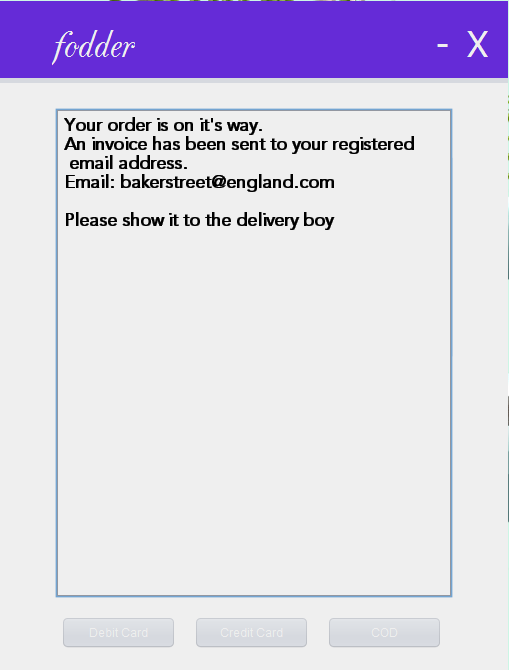 fodder
- X
Your order is on it's way.
An invoice has been sent to your registered
email address.
Email: bakerstreet@england.com
Please show it to the delivery boy
Debit Card
Credit Card
COD